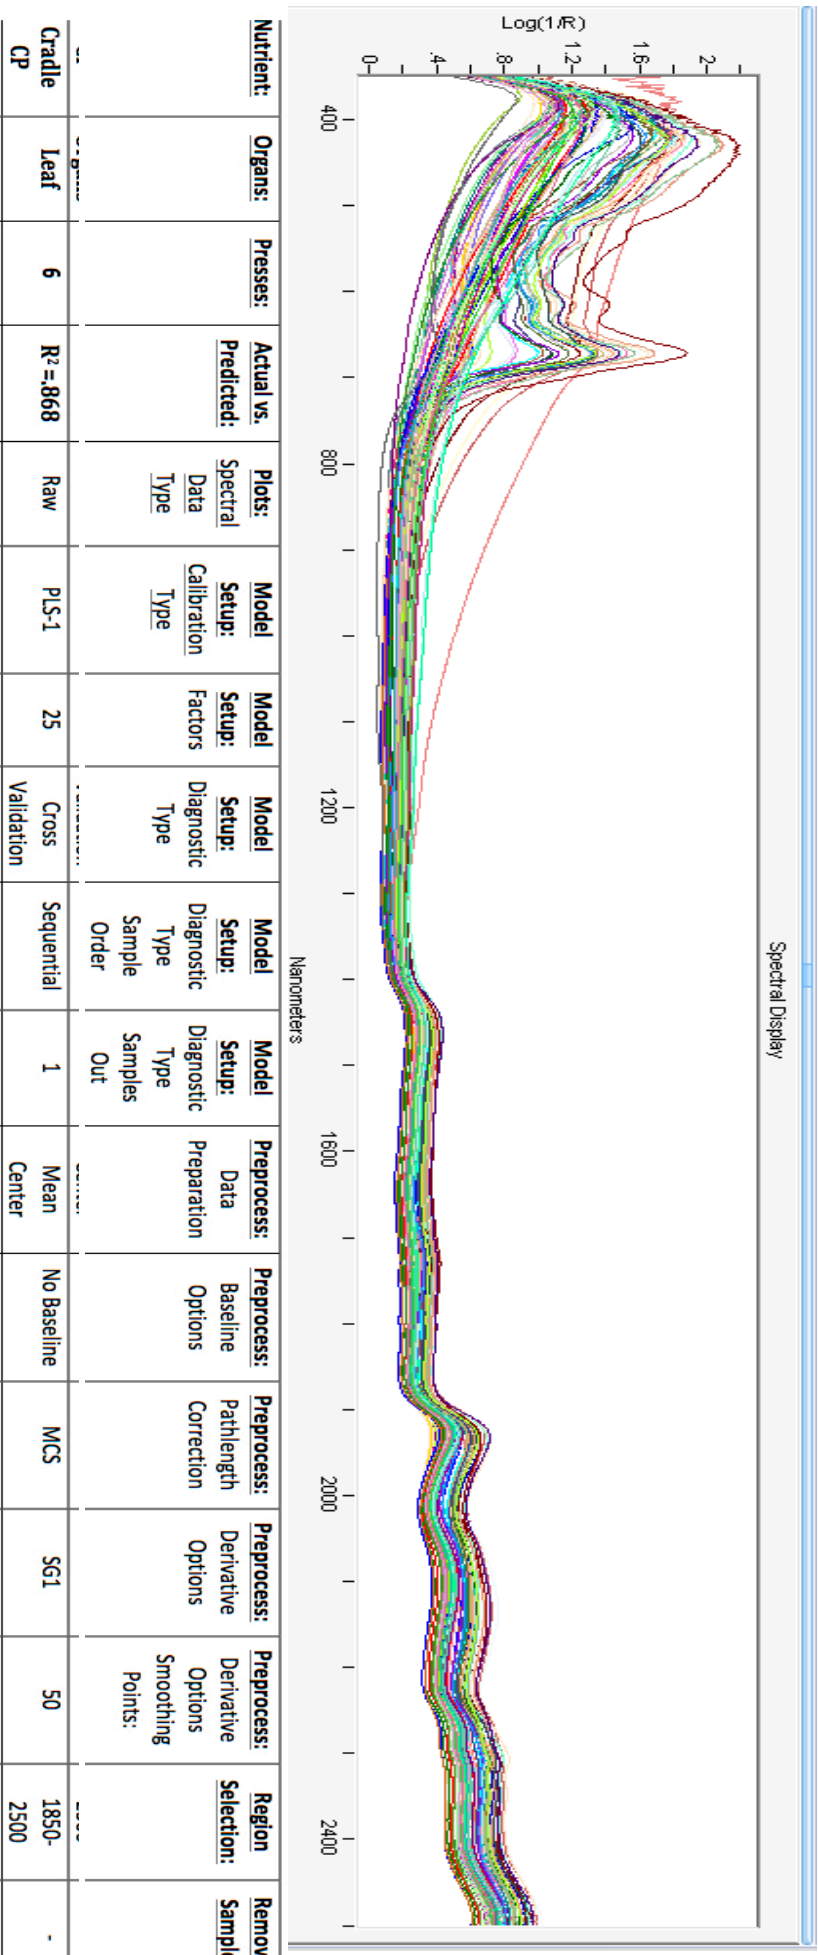 Spectral Display
Log(1/R)
2
1.6
1.2
.8
.4
0
400
800
1200
1600
2000
2400
Nanometers
Nutrient:
Organs:
Presses:
Actual vs.
Predicted:
Plots:
Spectral
Data
Type
Model
Setup:
Calibration
Type
Model
Setup:
Factors
Model
Setup:
Diagnostic
Type
Model
Setup:
Diagnostic
Type
Sample
Order
Model
Setup:
Diagnostic
Type
Samples
Out
Preprocess:
Data
Preparation
Preprocess:
Baseline
Options
Preprocess:
Pathlength
Correction
Preprocess:
Derivative
Options
Preprocess:
Derivative
Options
Smoothing
Points:
Region
Selection:
Remov
Sampl
Cradle
CP
Leaf
6
R² =.868
Raw
PLS-1
25
Cross
Validation
Sequential
1
Mean
Center
No Baseline
MCS
SG1
50
1850-
2500
-